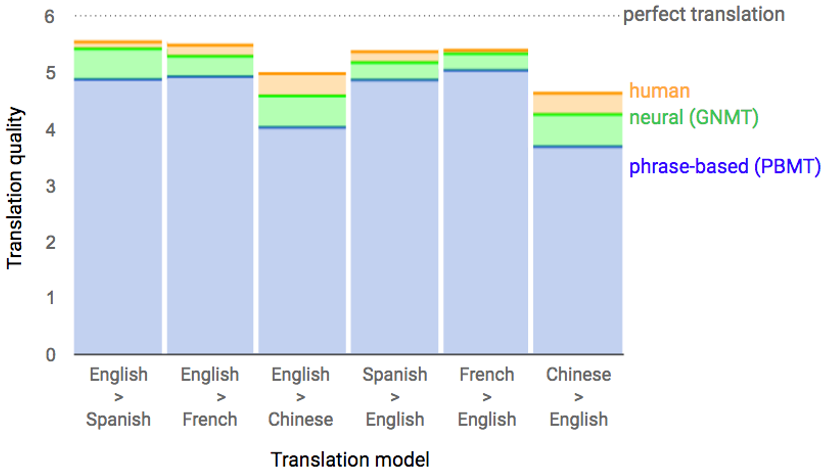 6
perfect translation
5
human
neural (GNMT)
4
phrase-based (PBMT)
3
2
1
0
Translation quality
English
>
Spanish
English
>
French
English
>
Chinese
Spanish
>
English
French
>
English
Chinese
>
English
Translation model